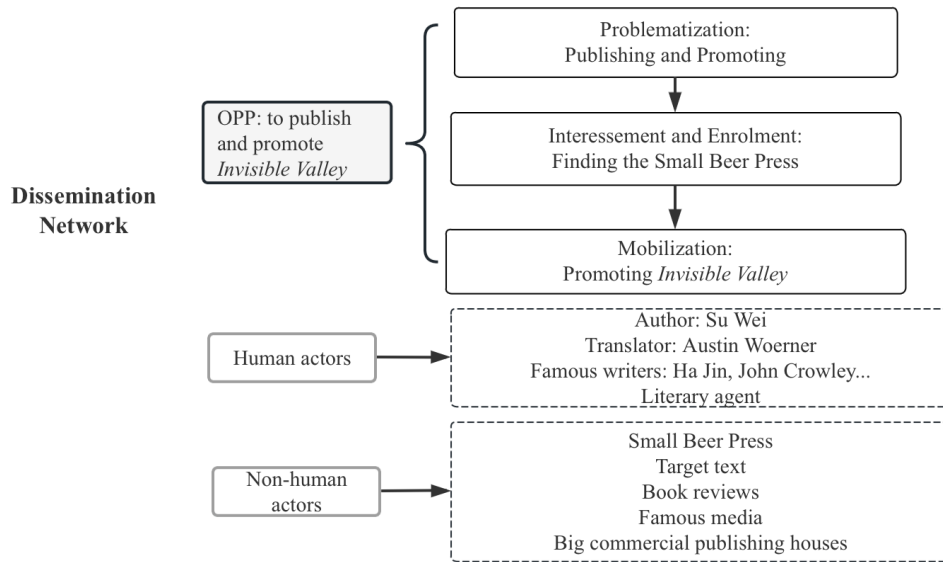 Problematization:
Publishing and Promoting
OPP: to publish
and promote
Invisible Valley
Interessement and Enrolment:
Finding the Small Beer Press
Dissemination
Network
Mobilization:
Promoting Invisible Valley
Human actors
Author: Su Wei
Translator: Austin Woerner
Famous writers: Ha Jin, John Crowley...
Literary agent
Non-human
actors
Small Beer Press
Target text
Book reviews
Famous media
Big commercial publishing houses